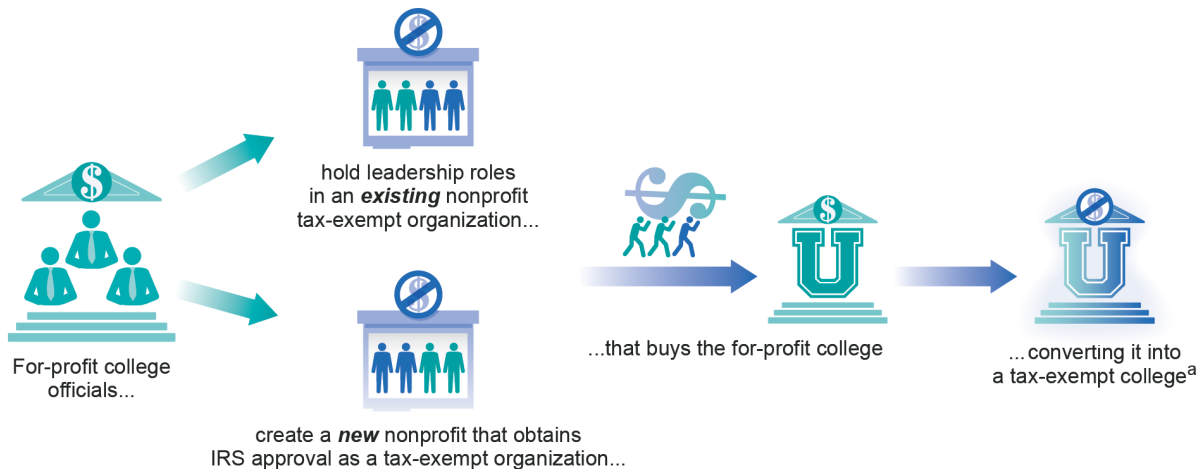 For-profit college
officials...
hold leadership roles
in an existing nonprofit
tax-exempt organization...
create a new nonprofit that obtains
IRS approval as a tax-exempt organization...
...that buys the for-profit college
...converting it into
a tax-exempt collegeᵃ
$
$
$
$
U
$
U